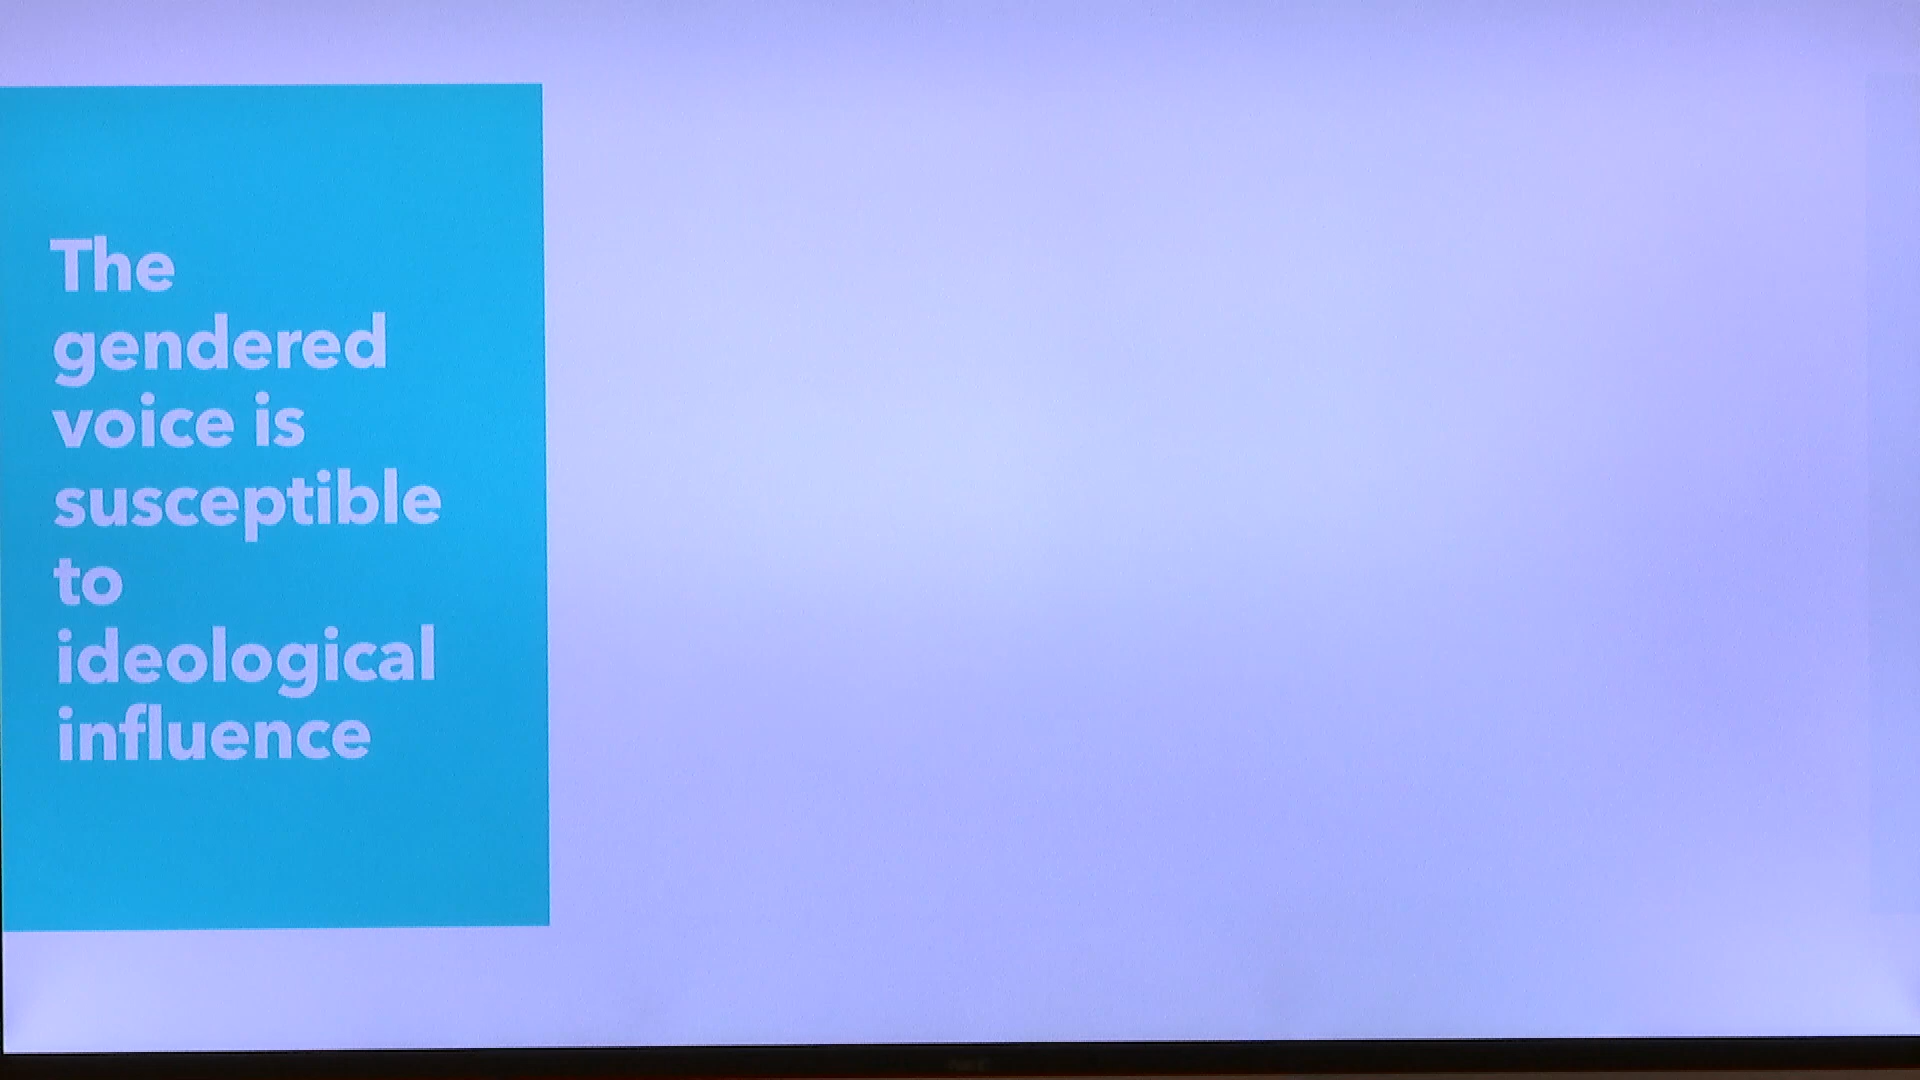 The
gendered
voice is
susceptible
to
ideological
influence